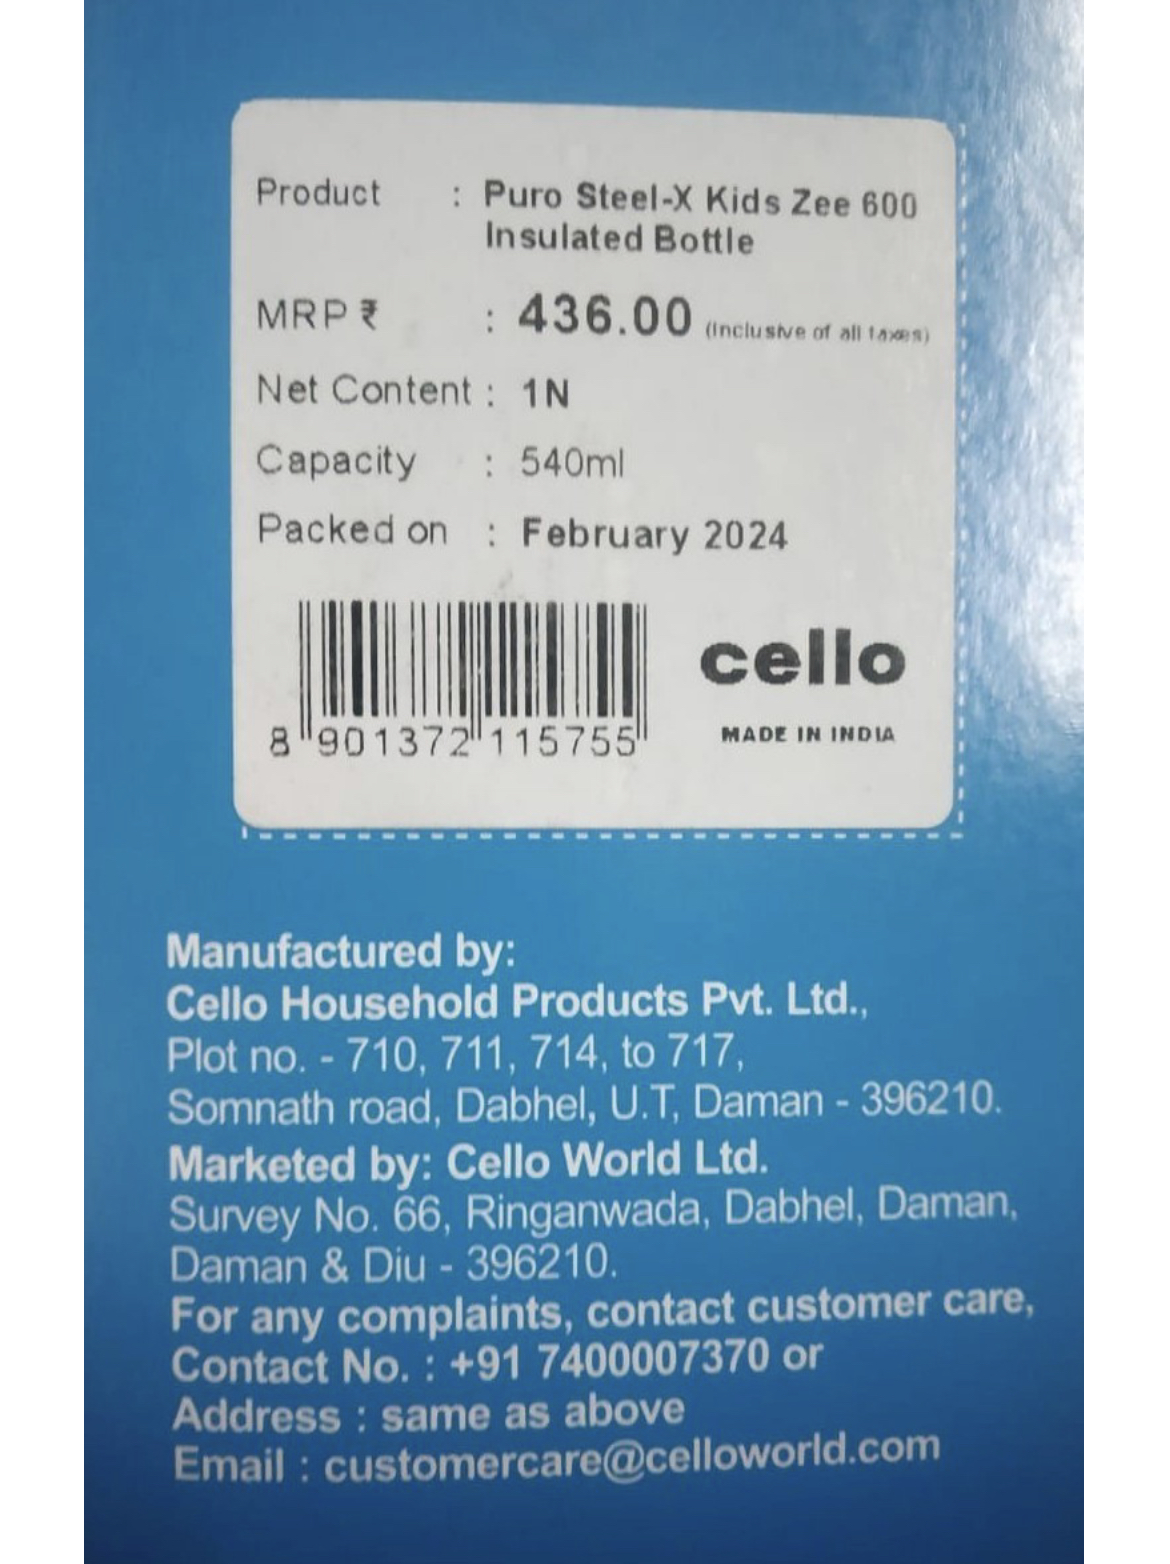 Product : Puro Steel-X Kids Zee 600
Insulated Bottle
MRP ₹ : 436.00 (Inclusive of all taxes)
Net Content : 1N
Capacity : 540ml
Packed on : February 2024
cello
8 901372 115755
MADE IN INDIA
Manufactured by:
Cello Household Products Pvt. Ltd.,
Plot no. - 710, 711, 714, to 717,
Somnath road, Dabhel, U.T, Daman - 396210.
Marketed by: Cello World Ltd.
Survey No. 66, Ringanwada, Dabhel, Daman,
Daman & Diu - 396210.
For any complaints, contact customer care,
Contact No. : +91 7400007370 or
Address : same as above
Email : customercare@celloworld.com